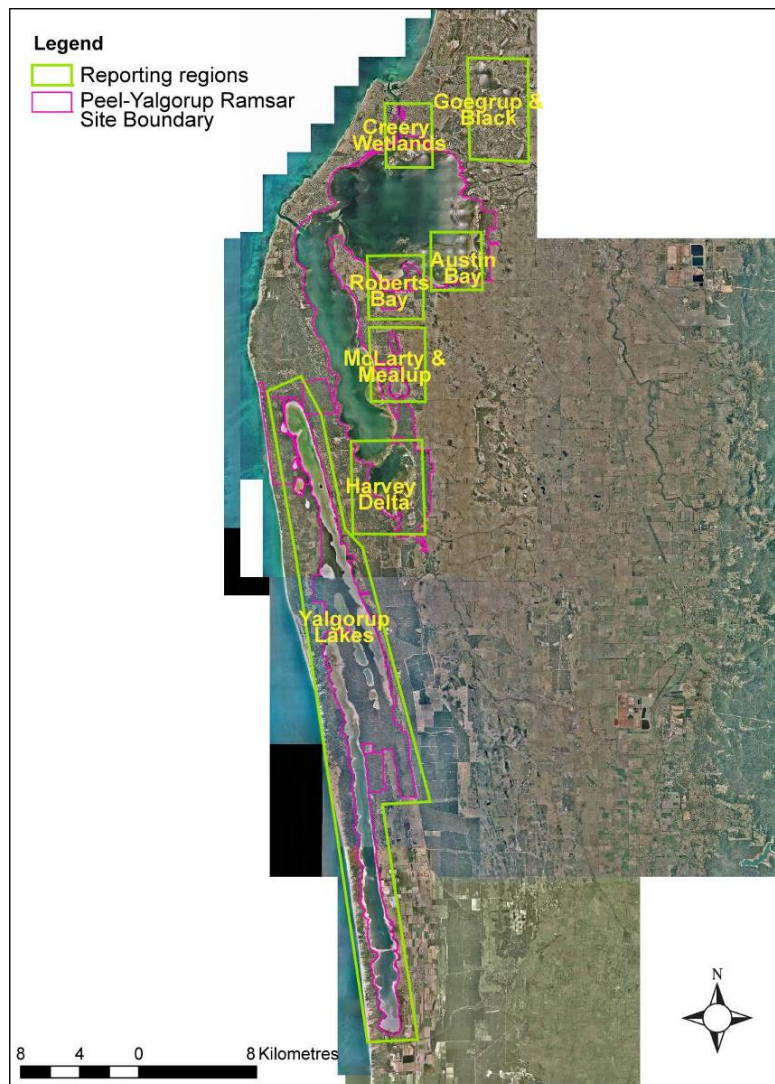 Legend
Reporting regions
Peel-Yalgorup Ramsar
Site Boundary
Goegrup &
Black
Creery
Wetlands
Austin
Bay
Roberts
Bay
McLarty &
Mealup
Harvey
Delta
Yalgorup
Lakes
N
8 4 0 8 Kilometres